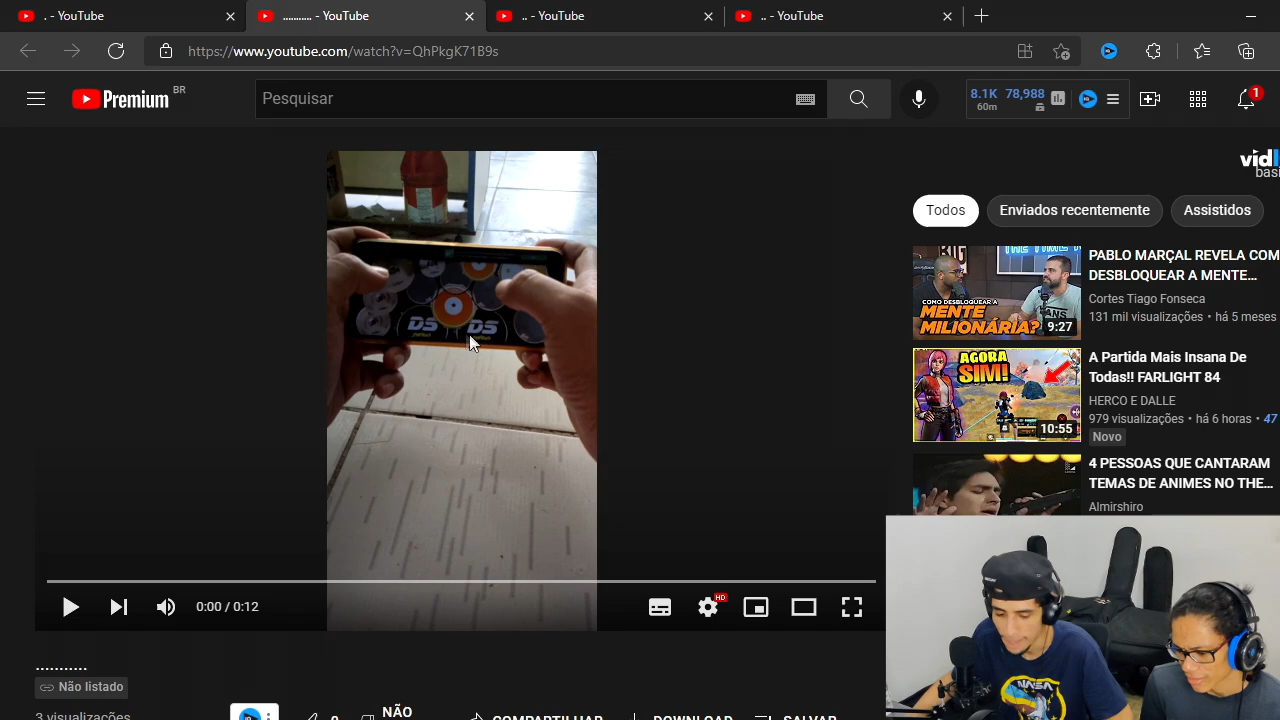 . - YouTube
........... - YouTube
.. - YouTube
.. - YouTube
https://www.youtube.com/watch?v=QhPkgK71B9s
Premium BR
Pesquisar
8.1K 78,988
60m
1
DS DS
0:00 / 0:12
HD
...........
Não listado
3 visualizações
0
NÃO
COMPARTILHAR
DOWNLOAD
SALVAR
Todos
Enviados recentemente
Assistidos
COMO DESBLOQUEAR A
MENTE
MILIONÁRIA?
9:27
PABLO MARÇAL REVELA COM
DESBLOQUEAR A MENTE...
Cortes Tiago Fonseca
131 mil visualizações • há 5 meses
AGORA
SIM!
10:55
A Partida Mais Insana De
Todas!! FARLIGHT 84
HERCO E DALLE
979 visualizações • há 6 horas • 47
Novo
4 PESSOAS QUE CANTARAM
TEMAS DE ANIMES NO THE...
Almirshiro
NASA